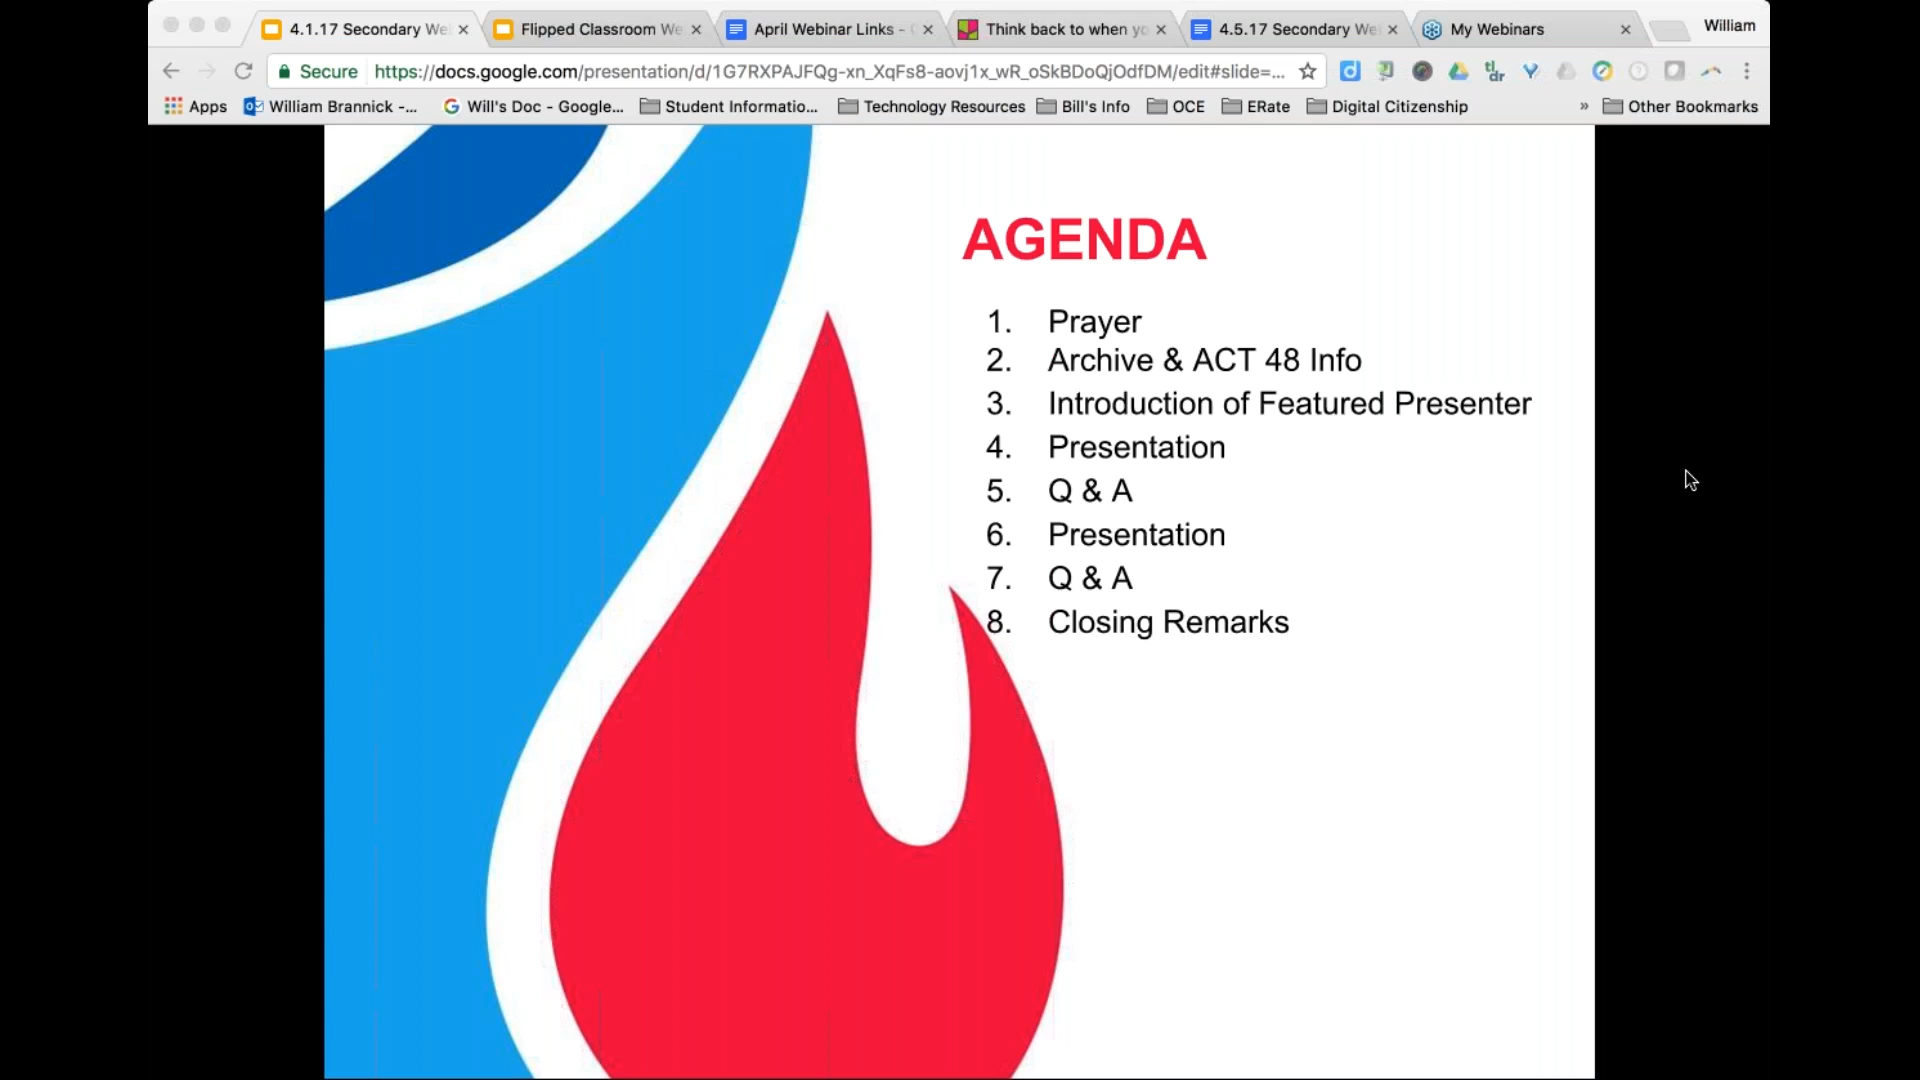 4.1.17 Secondary We
Flipped Classroom We
April Webinar Links -
Think back to when yo
4.5.17 Secondary We
My Webinars
William
Secure
https://docs.google.com/presentation/d/1G7RXPAJFQg-xn_XqFs8-aovj1x_wR_oSkBDoQjOdfDM/edit#slide=...
Apps
William Brannick -...
Will's Doc - Google...
Student Informatio...
Technology Resources
Bill's Info
OCE
ERate
Digital Citizenship
»
Other Bookmarks
AGENDA
1. Prayer
2. Archive & ACT 48 Info
3. Introduction of Featured Presenter
4. Presentation
5. Q & A
6. Presentation
7. Q & A
8. Closing Remarks